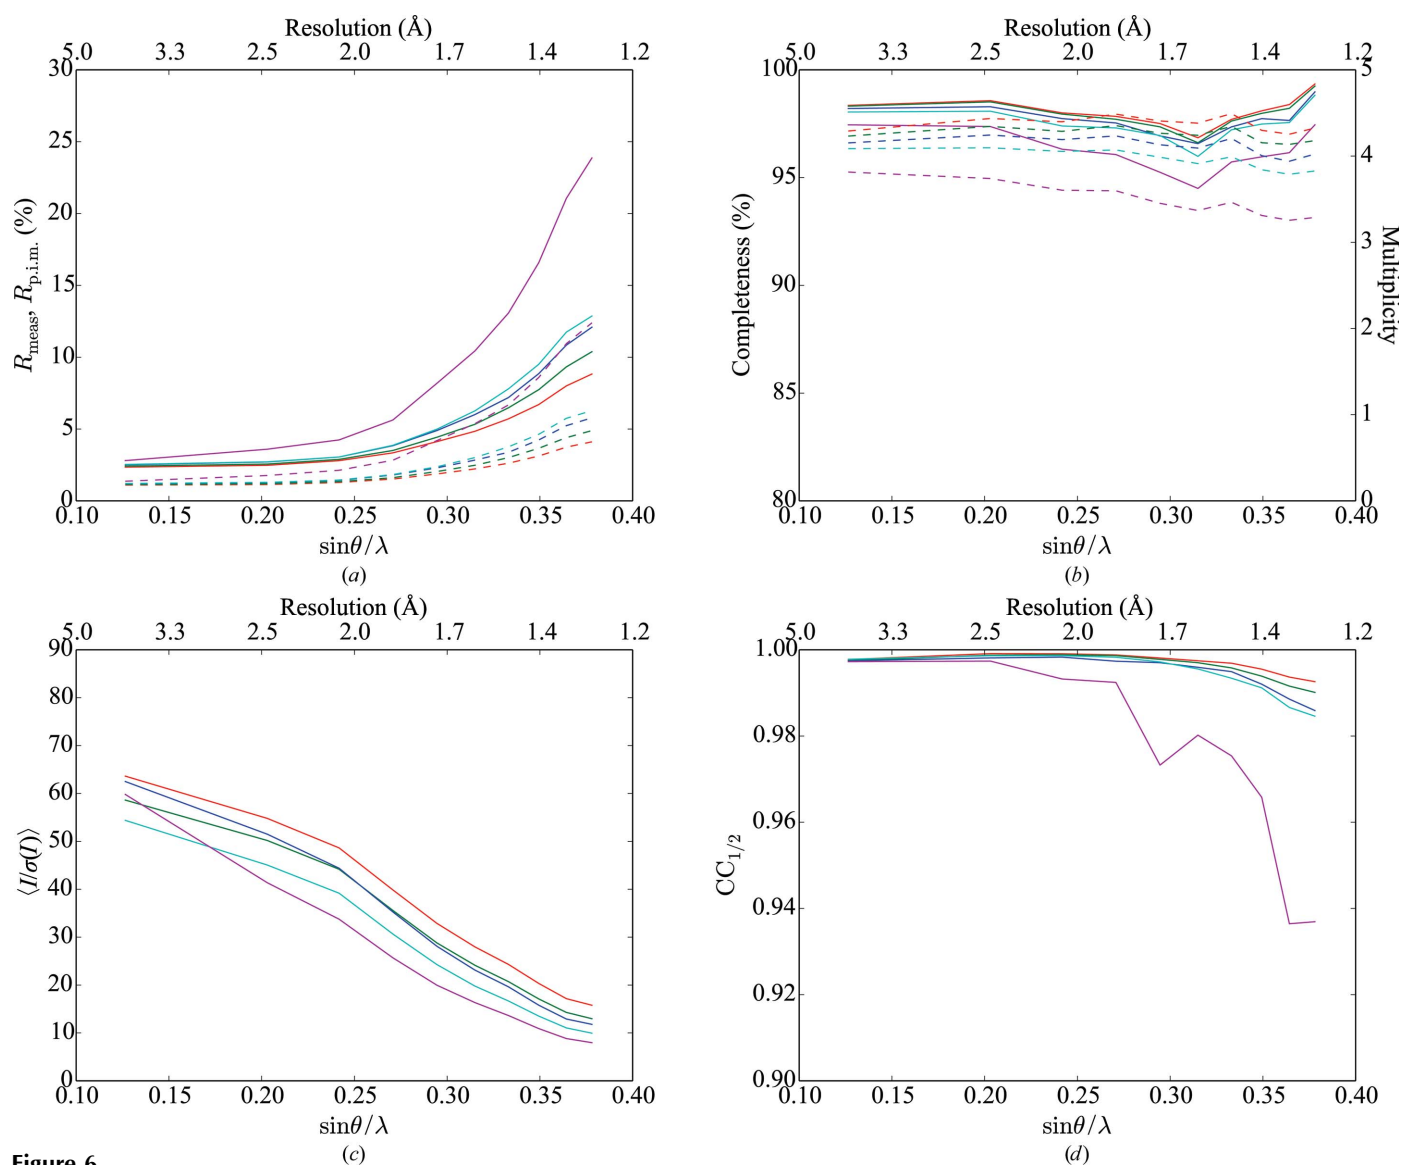 Resolution (Å)
5.0 3.3 2.5 2.0 1.7 1.4 1.2
30
25
20
15
10
5
0
R_meas, R_p.i.m. (%)
0.10 0.15 0.20 0.25 0.30 0.35 0.40
sinθ/λ
(a)
Resolution (Å)
5.0 3.3 2.5 2.0 1.7 1.4 1.2
100
95
90
85
80
Completeness (%)
5
4
3
2
1
0
Multiplicity
0.10 0.15 0.20 0.25 0.30 0.35 0.40
sinθ/λ
(b)
Resolution (Å)
5.0 3.3 2.5 2.0 1.7 1.4 1.2
90
80
70
60
50
40
30
20
10
0
⟨I/σ(I)⟩
0.10 0.15 0.20 0.25 0.30 0.35 0.40
sinθ/λ
(c)
Resolution (Å)
5.0 3.3 2.5 2.0 1.7 1.4 1.2
1.00
0.98
0.96
0.94
0.92
0.90
CC1/2
0.10 0.15 0.20 0.25 0.30 0.35 0.40
sinθ/λ
(d)
Figure 6